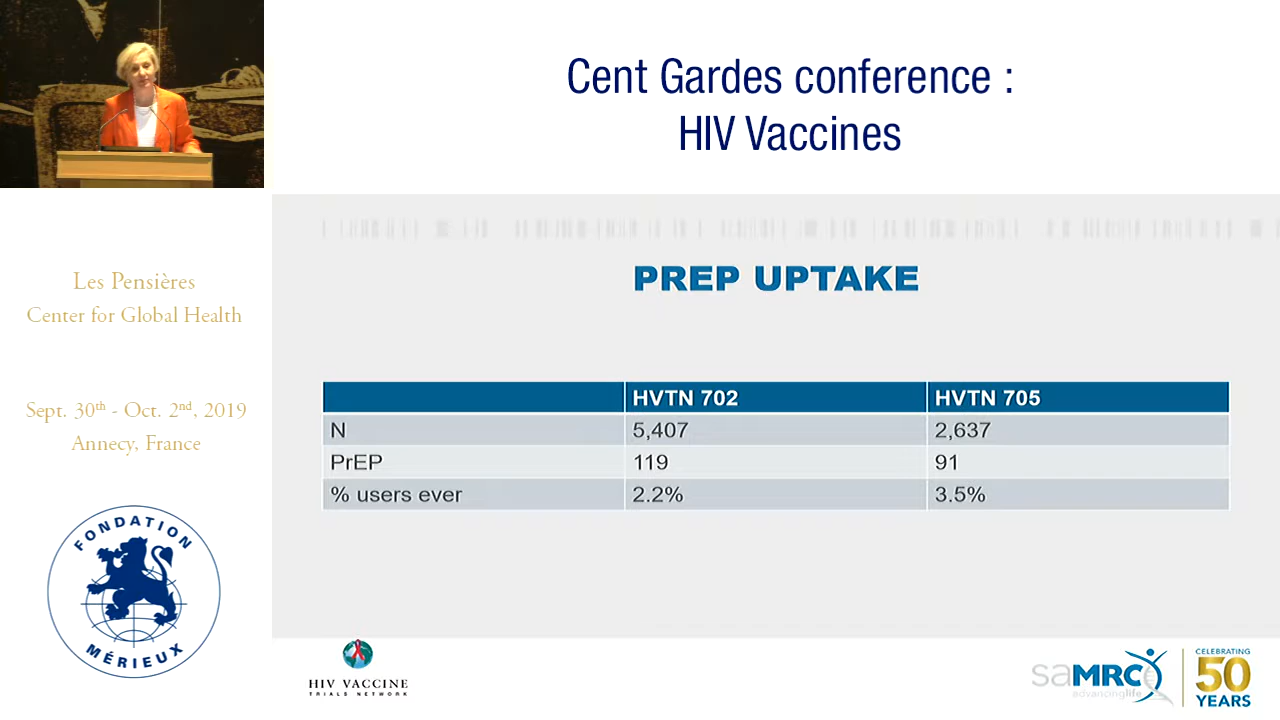 Cent Gardes conference :
HIV Vaccines
Les Pensières
Center for Global Health
Sept. 30th - Oct. 2nd, 2019
Annecy, France
FONDATION
MÉRIEUX
PREP UPTAKE
HVTN 702 HVTN 705
N 5,407 2,637
PrEP 119 91
% users ever 2.2% 3.5%
HIV VACCINE
TRIALS NETWORK
saMRC
advancinglife
CELEBRATING
50
YEARS